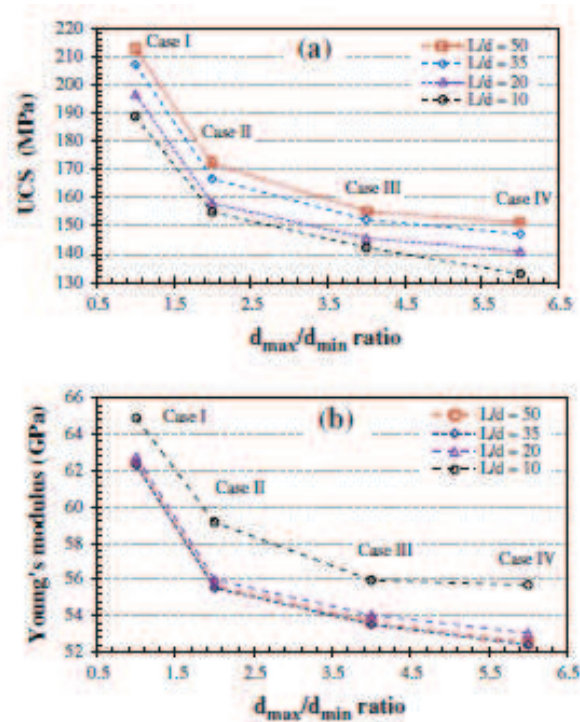 220
210
200
190
180
170
160
150
140
130
UCS (MPa)
Case I
(a)
L/d = 50
L/d = 35
L/d = 20
L/d = 10
Case II
Case III
Case IV
0.5 1.5 2.5 3.5 4.5 5.5 6.5
dmax/dmin ratio
66
64
62
60
58
56
54
52
Young's modulus (GPa)
Case I
(b)
L/d = 50
L/d = 35
L/d = 20
L/d = 10
Case II
Case III
Case IV
0.5 1.5 2.5 3.5 4.5 5.5 6.5
dmax/dmin ratio